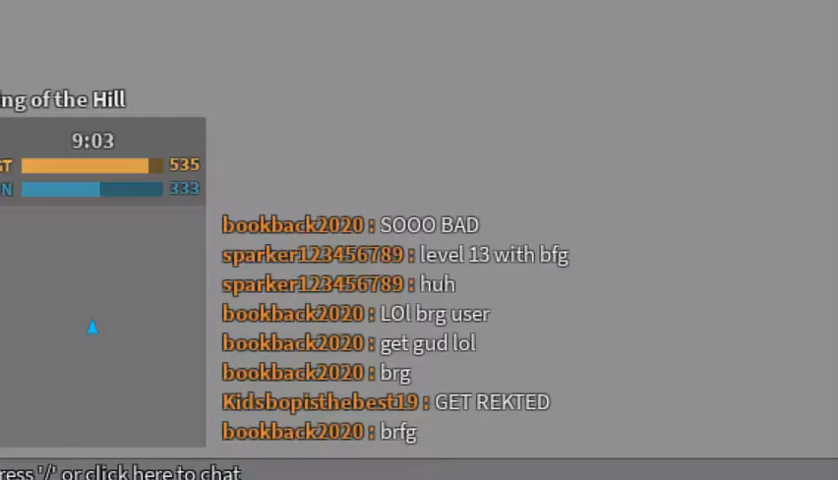 ng of the Hill
9:03
GT 535
N 333
bookback2020 : SOOO BAD
sparker123456789 : level 13 with bfg
sparker123456789 : huh
bookback2020 : LOl brg user
bookback2020 : get gud lol
bookback2020 : brg
Kidsbopisthebest19 : GET REKTED
bookback2020 : brfg
ress '/' or click here to chat